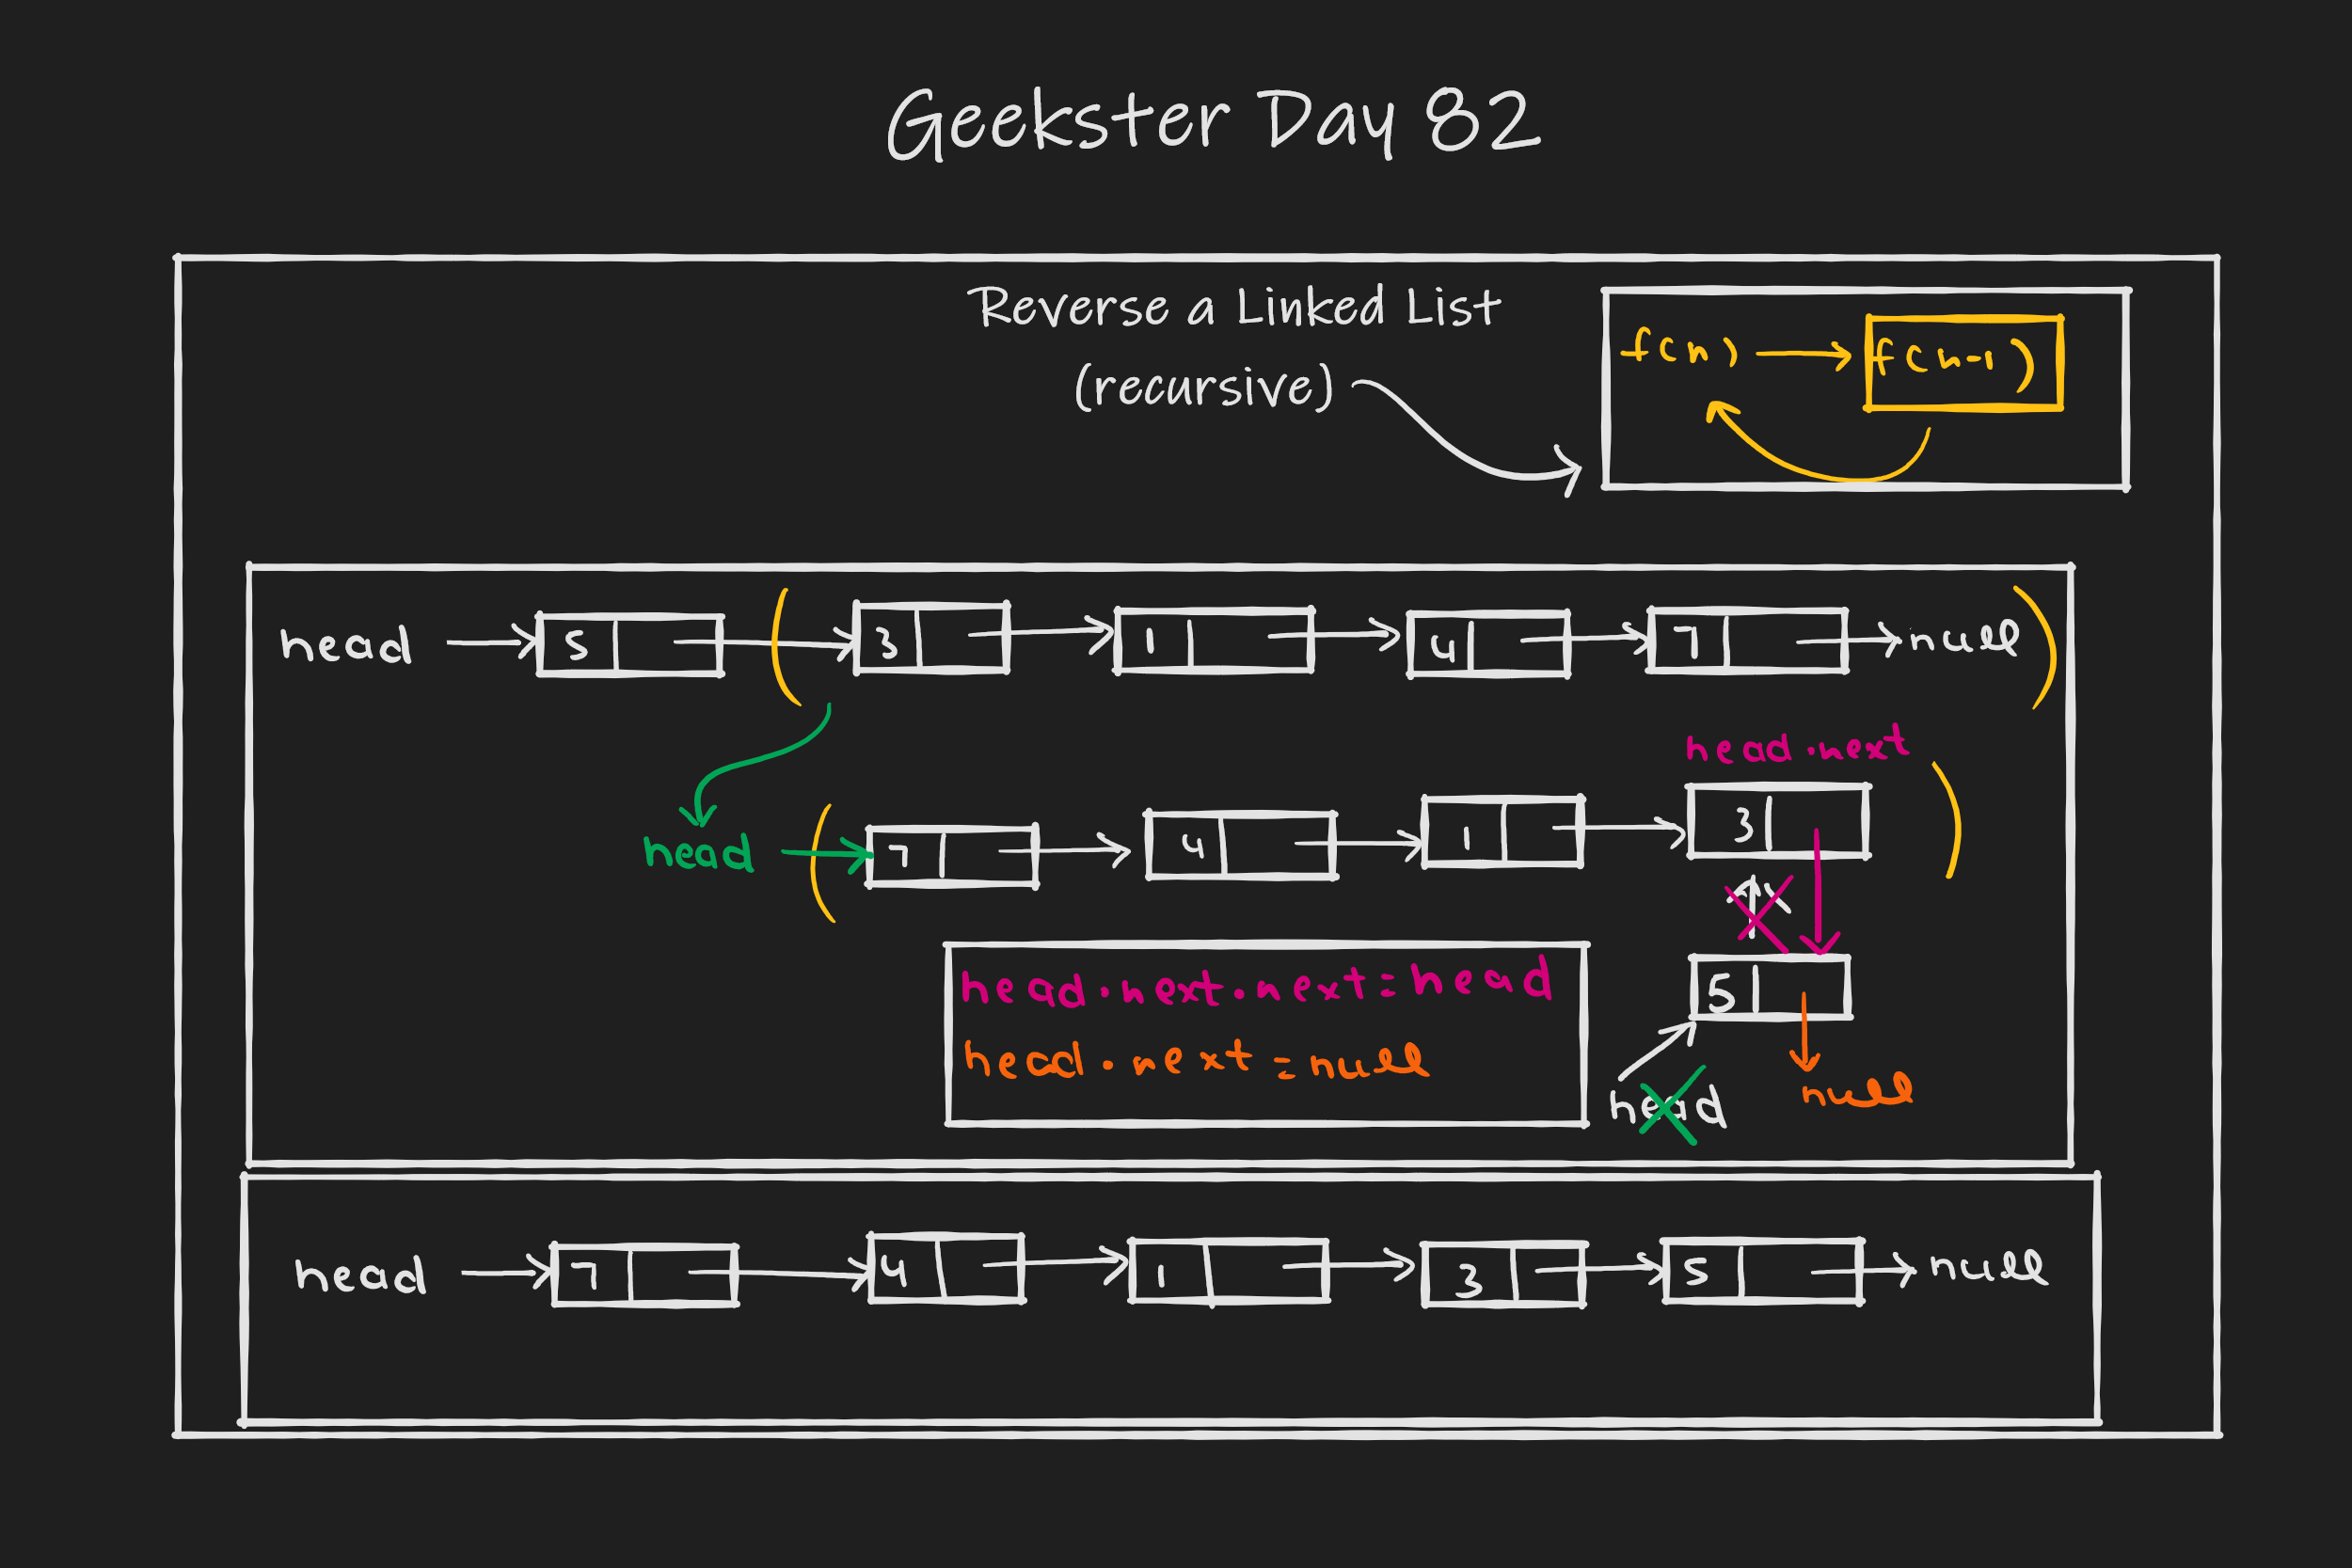 Geekster Day 82
Reverse a Linked List
(recursive)
f(n) f(n-1)
head 5 3 1 4 7 null
head.next
head 7 4 1 3
head.next.next=head
5
head.next=null
head null
head 7 4 1 3 5 null